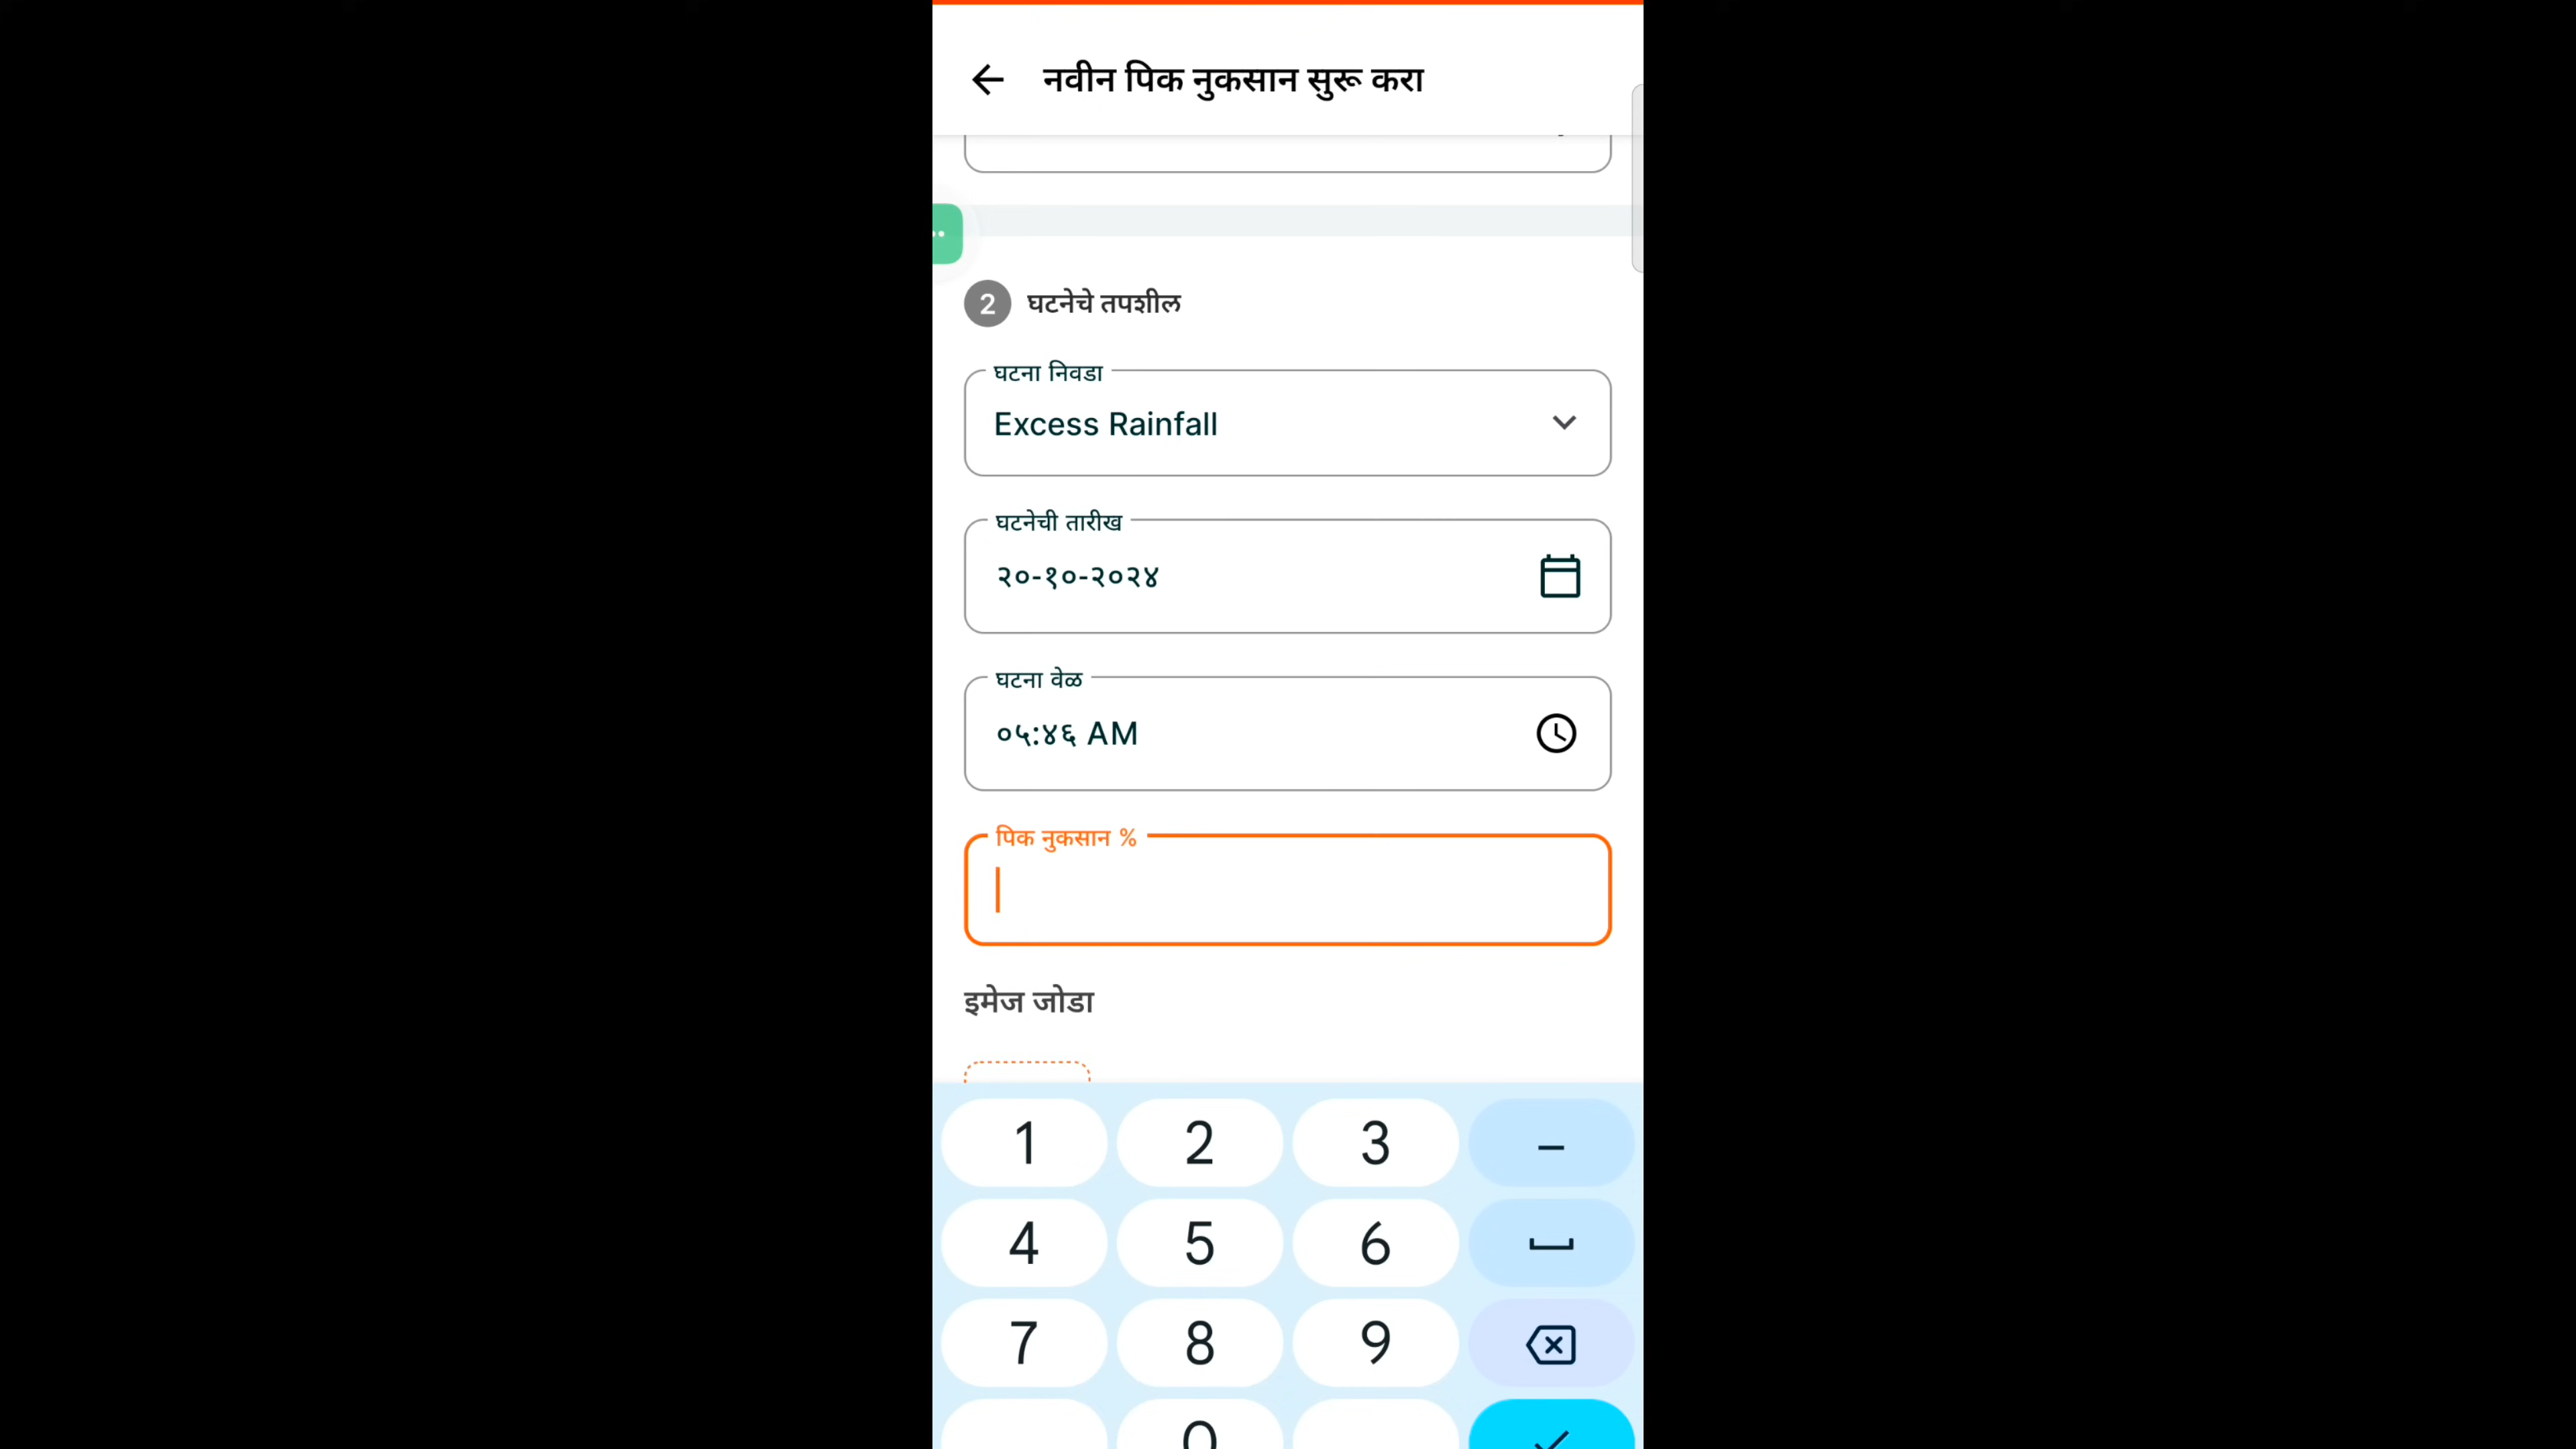 नवीन पिक नुकसान सुरू करा
2 घटनेचे तपशील
घटना निवडा
Excess Rainfall
घटनेची तारीख
२०-१०-२०२४
घटना वेळ
०५:४६ AM
पिक नुकसान %
इमेज जोडा
1 2 3 –
4 5 6
7 8 9
0